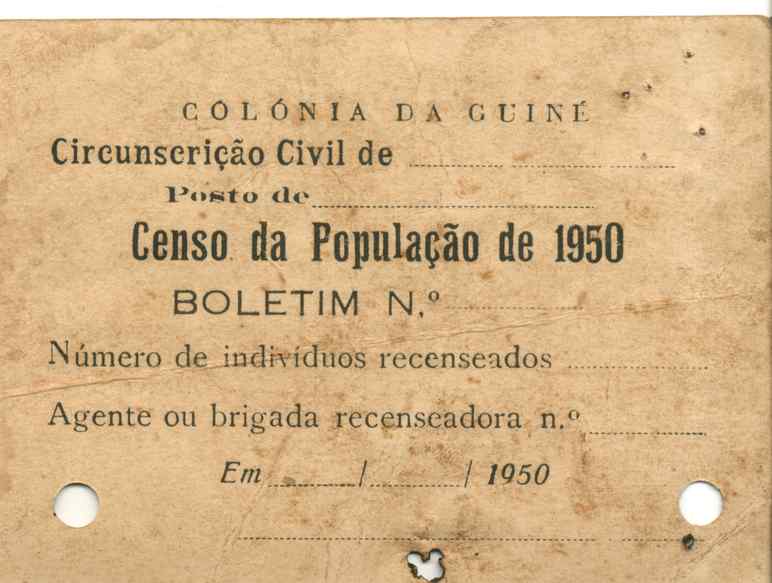 COLÓNIA DA GUINÉ
Circunscrição Civil de
Posto de
Censo da População de 1950
BOLETIM N.º
Número de indivíduos recenseados
Agente ou brigada recenseadora n.º
Em / / 1950